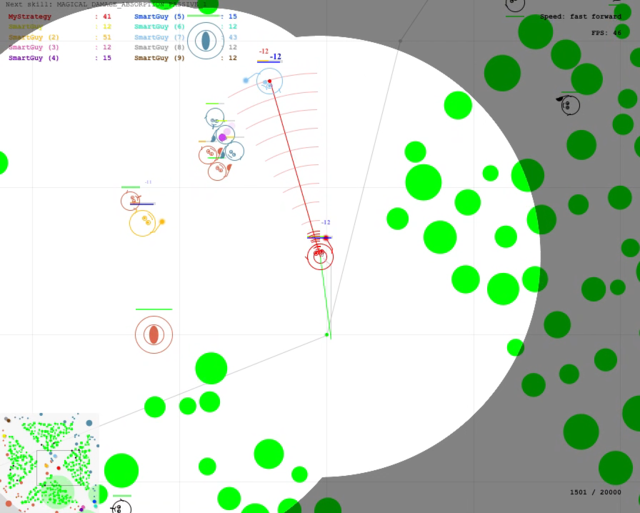 Next skill: MAGICAL_DAMAGE_ABSORPTION_PASSIVE_2
MyStrategy : 41 SmartGuy (5) : 15
SmartGuy : 12 SmartGuy (6) : 12
SmartGuy (2) : 51 SmartGuy (7) : 43
SmartGuy (3) : 12 SmartGuy (8) : 12
SmartGuy (4) : 15 SmartGuy (9) : 12
Speed: fast forward
FPS: 46
-12
-12
-12
1501 / 20000